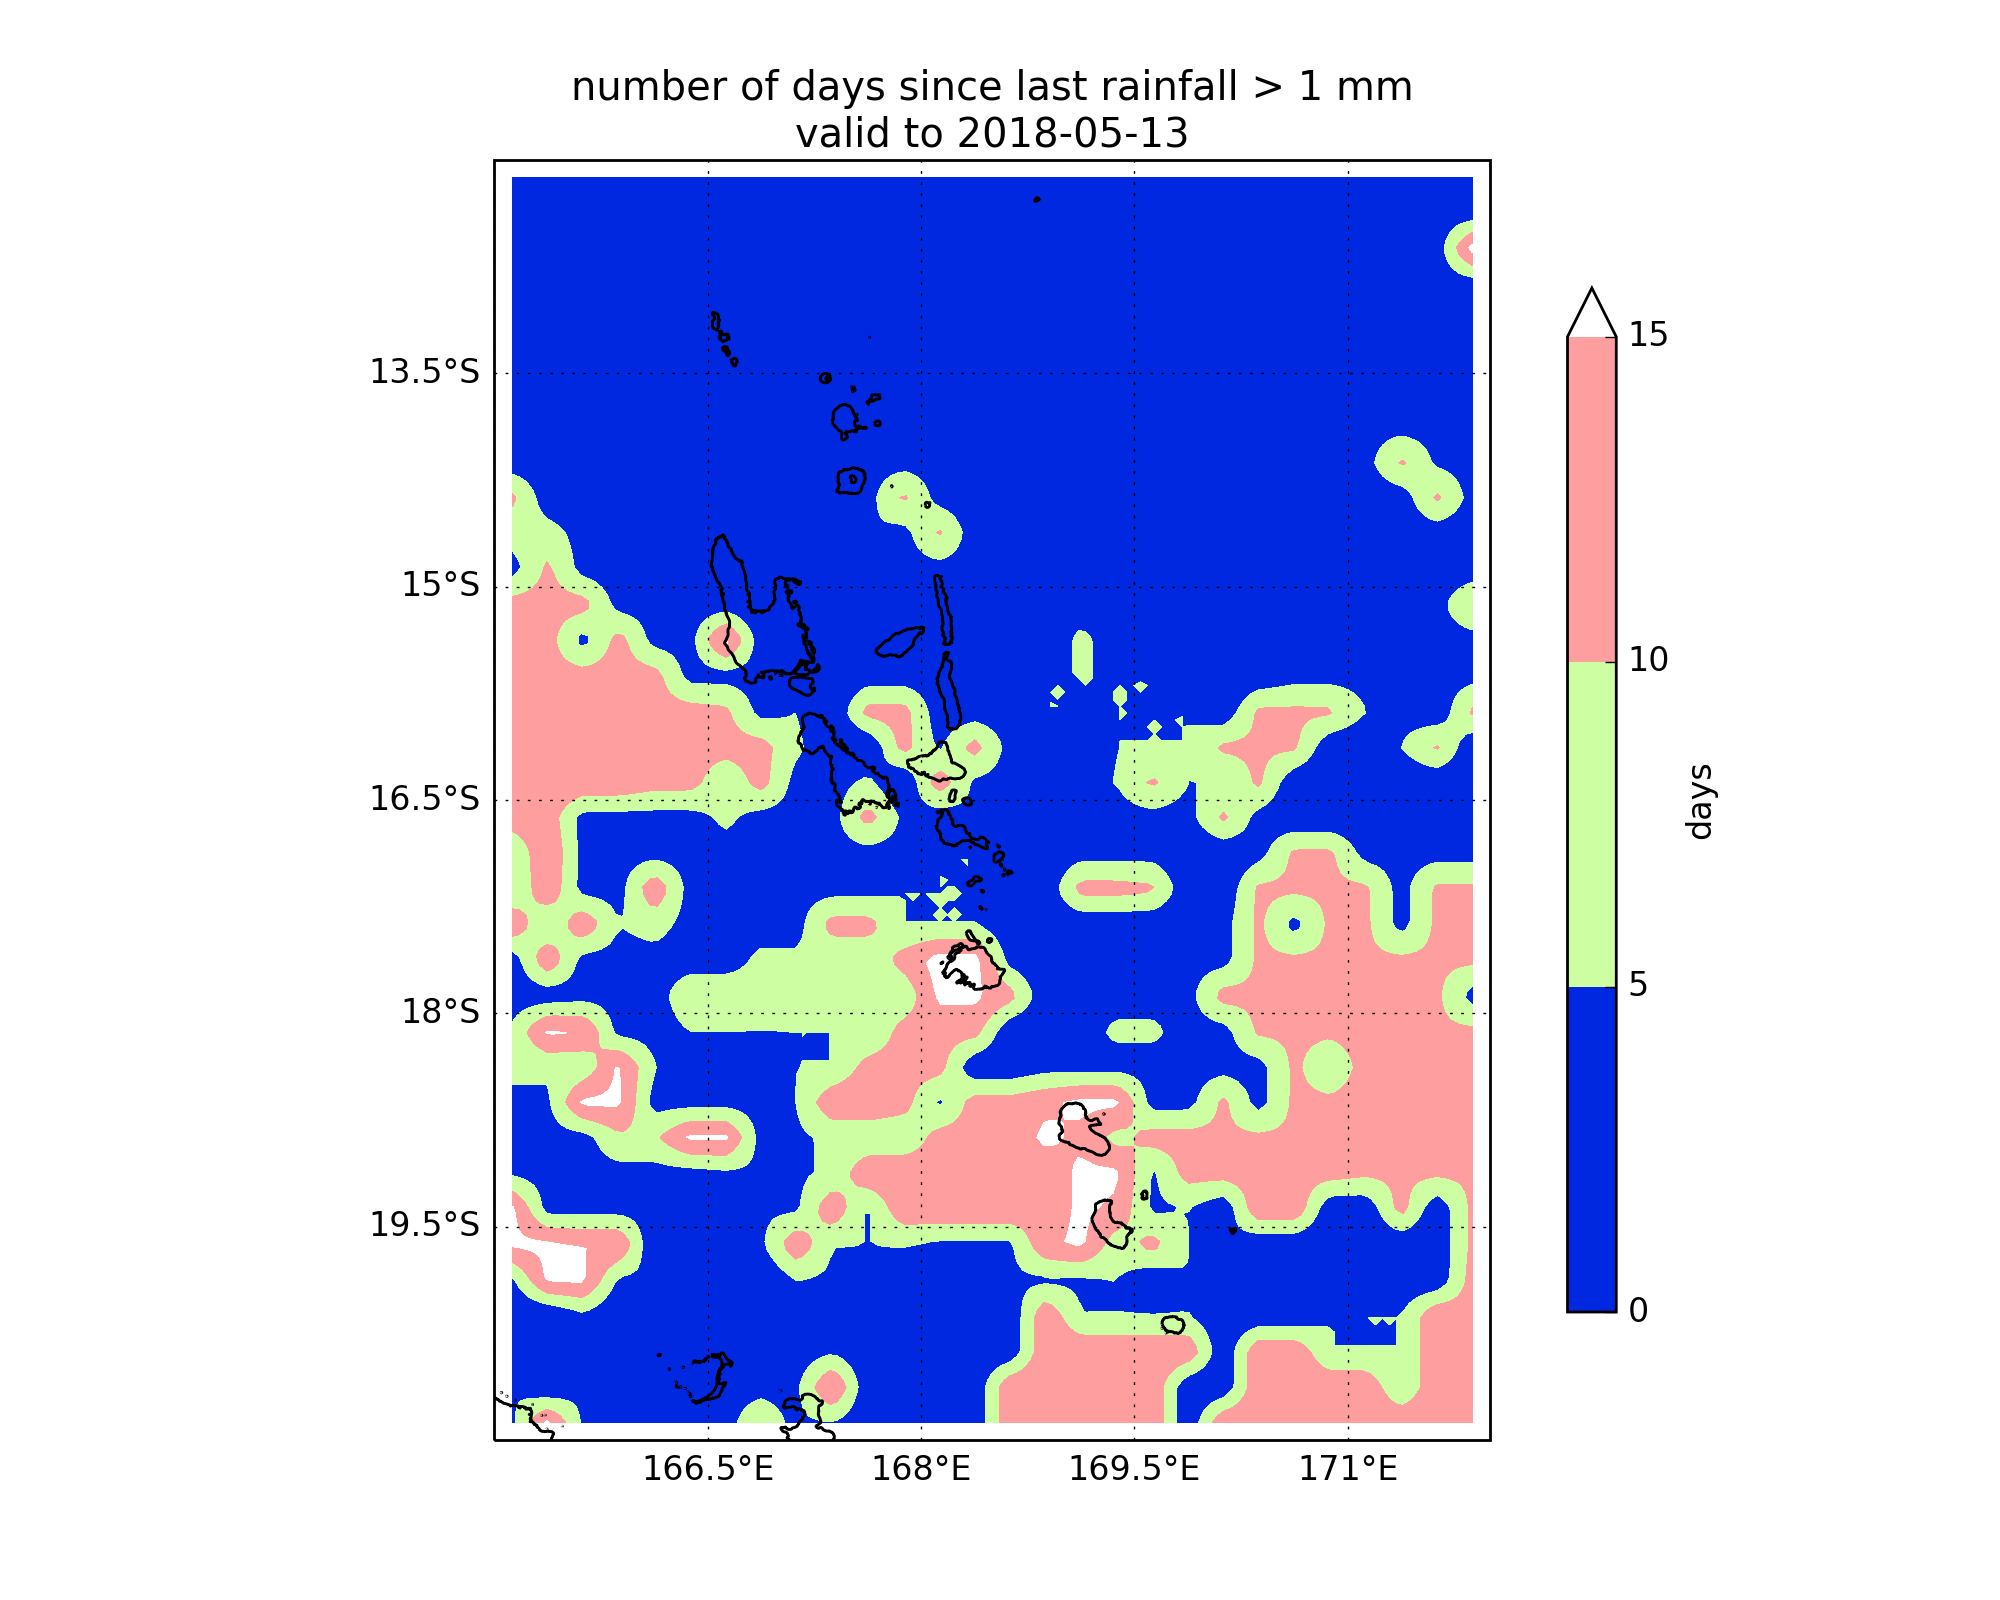 number of days since last rainfall > 1 mm
valid to 2018-05-13
13.5°S
15°S
16.5°S
18°S
19.5°S
166.5°E
168°E
169.5°E
171°E
15
10
5
0
days